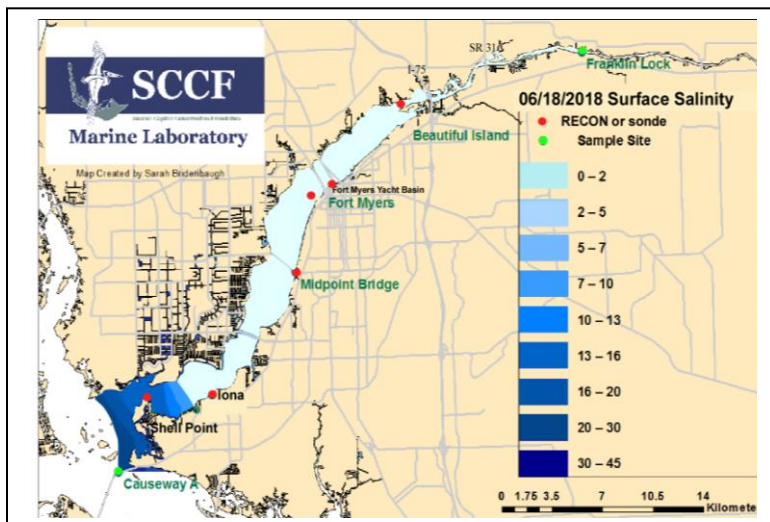 SCCF
Marine Laboratory
Map Created by Sarah Bridenbaugh
I-75
SR 31
Franklin Lock
06/18/2018 Surface Salinity
RECON or sonde
Sample Site
Beautiful Island
Fort Myers Yacht Basin
Fort Myers
Midpoint Bridge
Iona
Shell Point
Causeway A
0 – 2
2 – 5
5 – 7
7 – 10
10 – 13
13 – 16
16 – 20
20 – 30
30 – 45
0 1.75 3.5 7 10.5 14
Kilomete